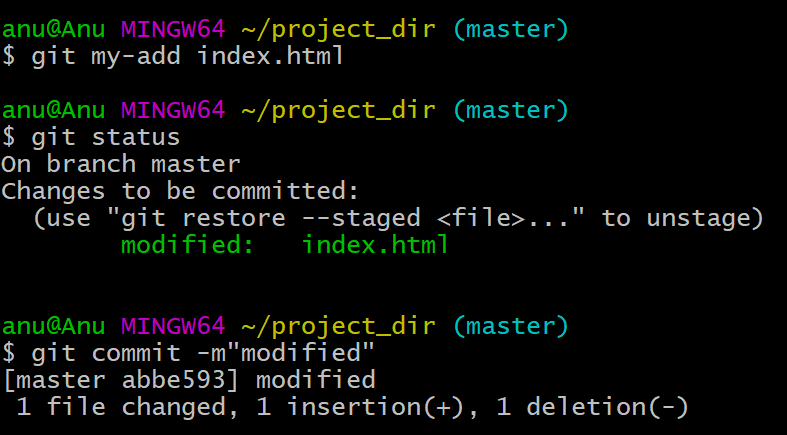 anu@Anu MINGW64 ~/project_dir (master)
$ git my-add index.html
anu@Anu MINGW64 ~/project_dir (master)
$ git status
On branch master
Changes to be committed:
  (use "git restore --staged <file>..." to unstage)
        modified:   index.html
anu@Anu MINGW64 ~/project_dir (master)
$ git commit -m"modified"
[master abbe593] modified
 1 file changed, 1 insertion(+), 1 deletion(-)